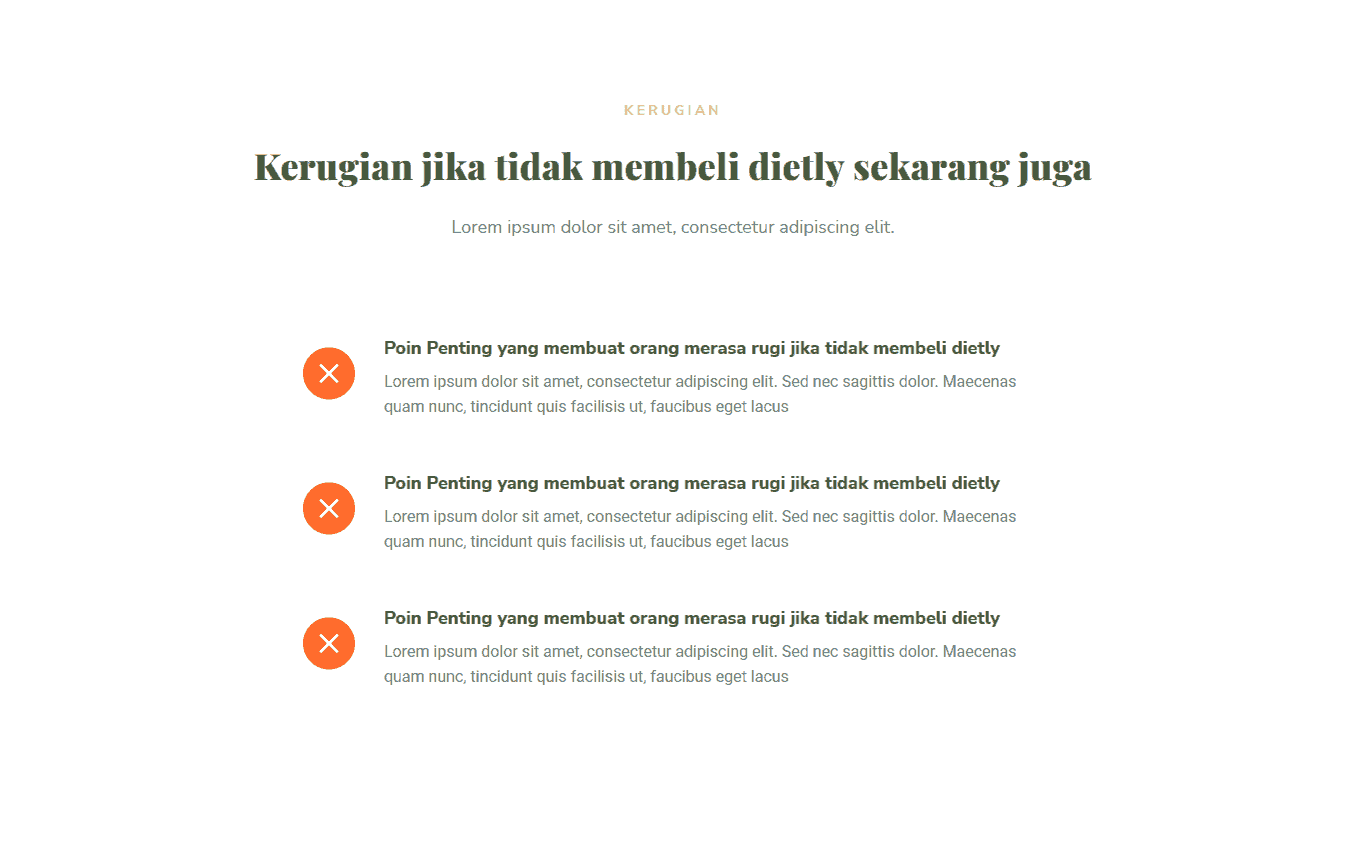 KERUGIAN
Kerugian jika tidak membeli dietly sekarang juga
Lorem ipsum dolor sit amet, consectetur adipiscing elit.
Poin Penting yang membuat orang merasa rugi jika tidak membeli dietly
Lorem ipsum dolor sit amet, consectetur adipiscing elit. Sed nec sagittis dolor. Maecenas
quam nunc, tincidunt quis facilisis ut, faucibus eget lacus
Poin Penting yang membuat orang merasa rugi jika tidak membeli dietly
Lorem ipsum dolor sit amet, consectetur adipiscing elit. Sed nec sagittis dolor. Maecenas
quam nunc, tincidunt quis facilisis ut, faucibus eget lacus
Poin Penting yang membuat orang merasa rugi jika tidak membeli dietly
Lorem ipsum dolor sit amet, consectetur adipiscing elit. Sed nec sagittis dolor. Maecenas
quam nunc, tincidunt quis facilisis ut, faucibus eget lacus